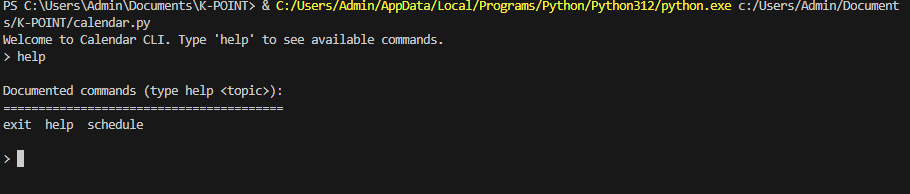 PS C:\Users\Admin\Documents\K-POINT> & C:/Users/Admin/AppData/Local/Programs/Python/Python312/python.exe c:/Users/Admin/Document
s/K-POINT/calendar.py
Welcome to Calendar CLI. Type 'help' to see available commands.
> help
Documented commands (type help <topic>):
========================================
exit  help  schedule
>